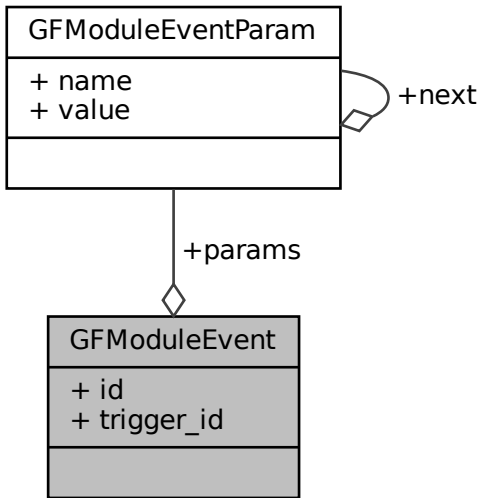 GFModuleEventParam
+ name
+ value
+next
+params
GFModuleEvent
+ id
+ trigger_id